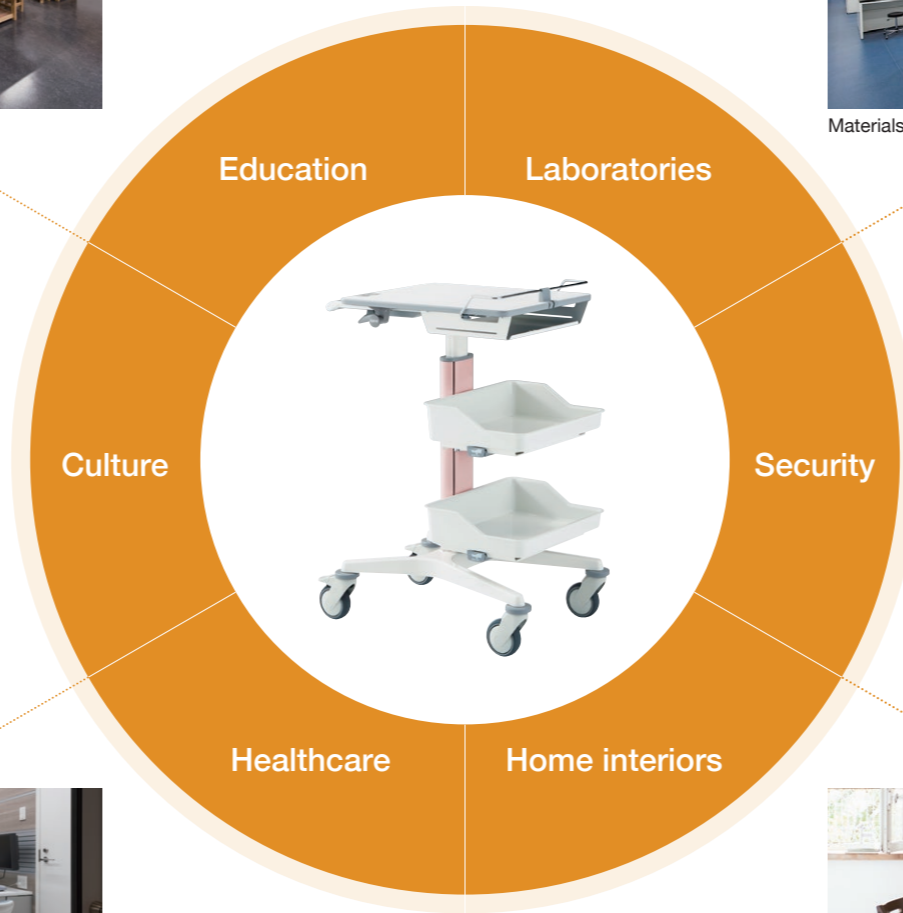 Education
Laboratories
Materials
Culture
Security
Healthcare
Home interiors